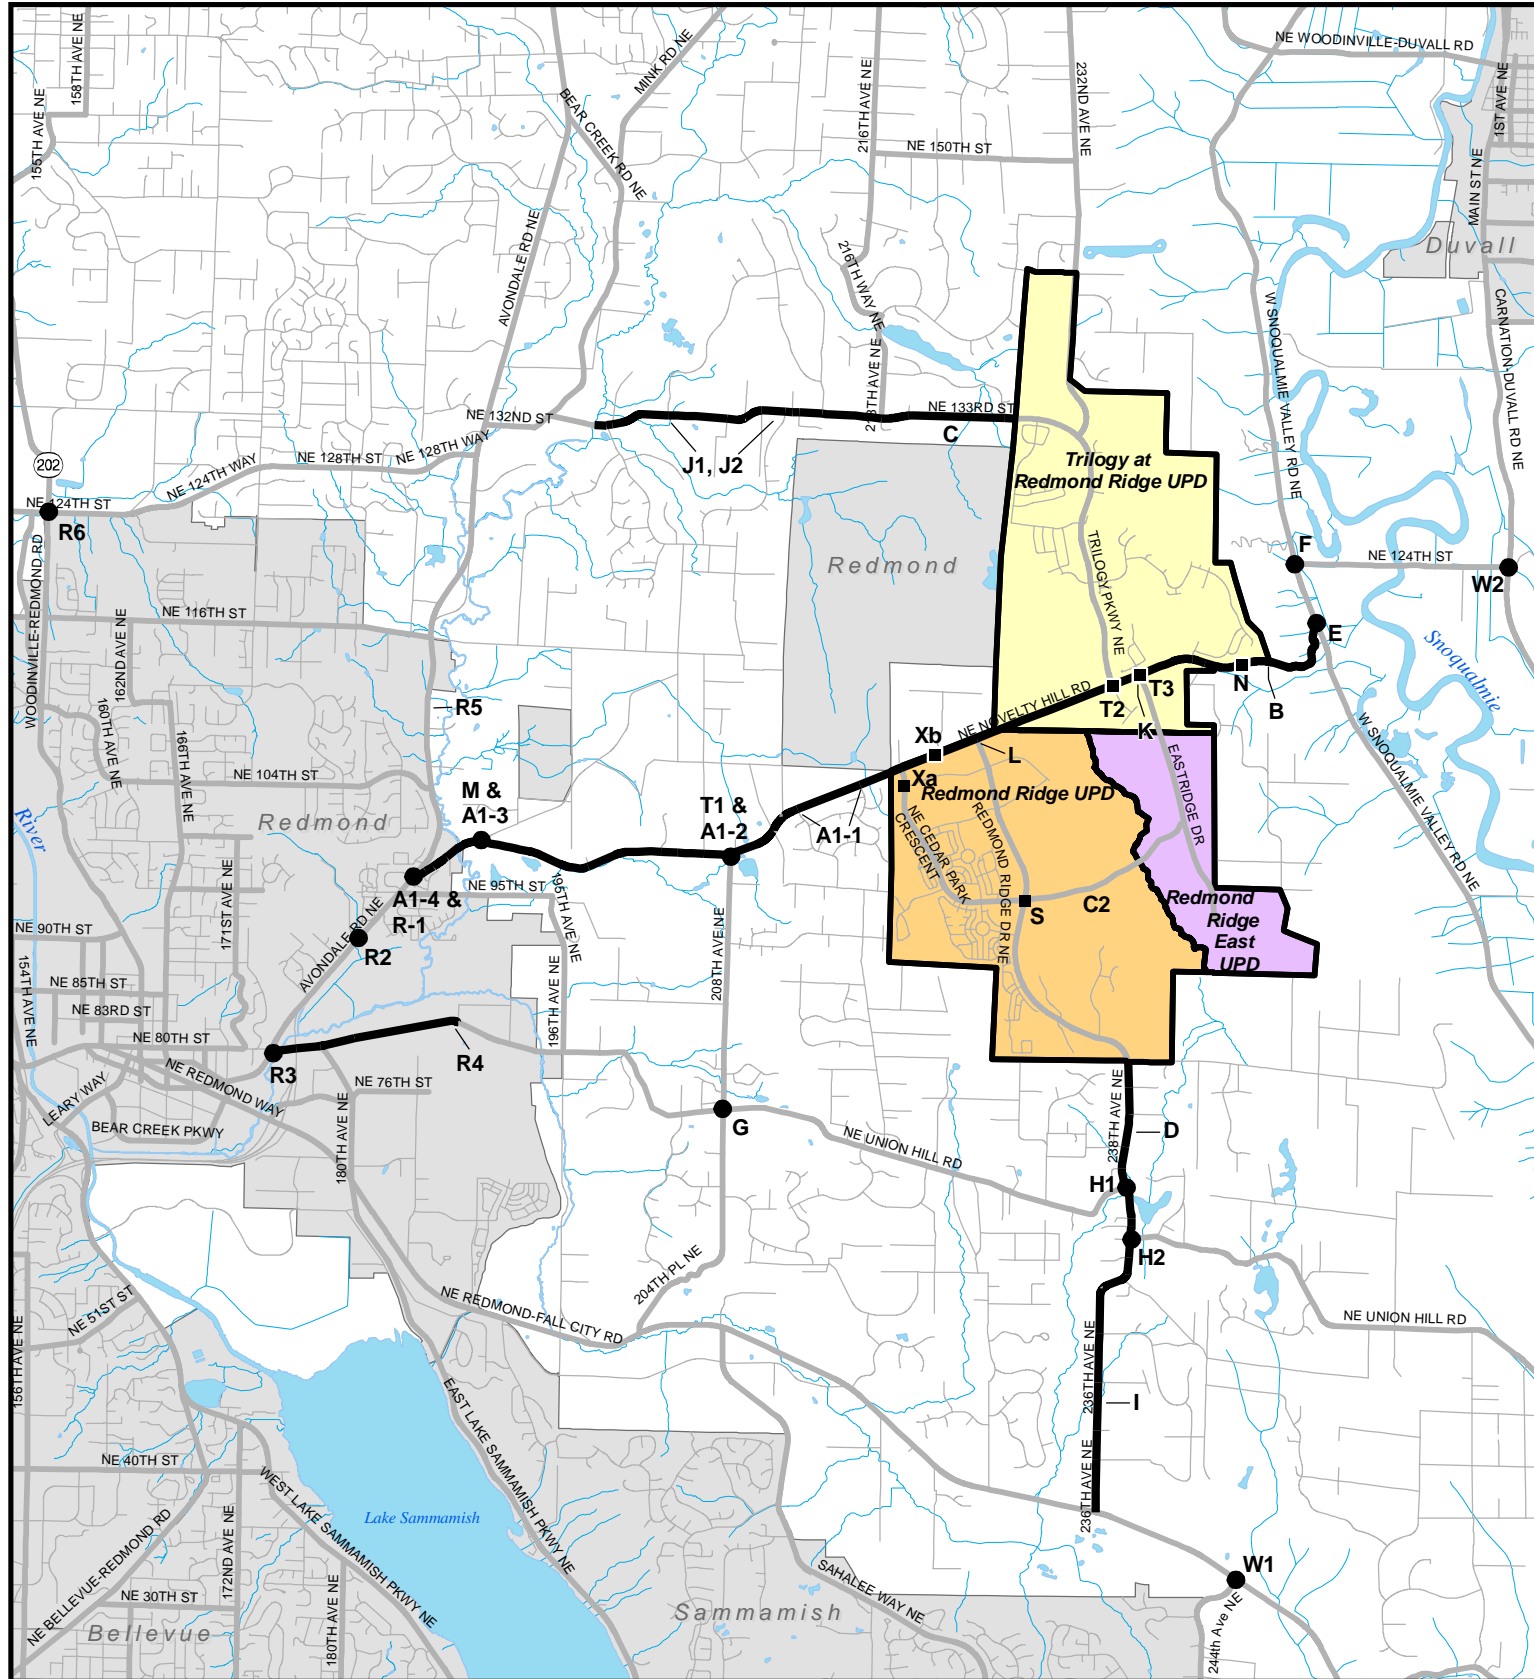 NE WOODINVILLE-DUVALL RD
158TH AVE NE
155TH AVE NE
MINK RD NE
BEAR CREEK RD NE
216TH AVE NE
232ND AVE NE
1ST AVE NE
NE 150TH ST
MAIN ST NE
Duvall
AVONDALE RD NE
216TH WAY NE
W SNOQUALMIE VALLEY RD NE
CARNATION-DUVALL RD NE
218TH AVE NE
NE 132ND ST
NE 133RD ST
C
J1, J2
Trilogy at
Redmond Ridge UPD
202
NE 124TH WAY
NE 128TH ST
NE 128TH WAY
NE 124TH ST
R6
WOODINVILLE-REDMOND RD
Redmond
TRILOGY PKWY NE
F
NE 124TH ST
W2
E
NE 116TH ST
162ND AVE NE
Snoqualmie
R5
160TH AVE NE
166TH AVE NE
NE NOVELTY HILL RD
T2
T3
N
B
K
W SNOQUALMIE VALLEY RD NE
Xb
L
EASTRIDGE DR
NE 104TH ST
Xa
Redmond Ridge UPD
M &
A1-3
T1 &
A1-2
A1-1
River
Redmond
NE CEDAR PARK
CRESCENT
REDMOND RIDGE DR NE
171ST AVE NE
NE 95TH ST
195TH AVE NE
A1-4 &
R-1
S
C2
Redmond
Ridge
East
UPD
NE 90TH ST
AVONDALE RD NE
R2
154TH AVE NE
208TH AVE NE
NE 85TH ST
NE 83RD ST
196TH AVE NE
NE 80TH ST
R3
R4
NE REDMOND WAY
NE 76TH ST
LEARY WAY
BEAR CREEK PKWY
180TH AVE NE
G
NE UNION HILL RD
238TH AVE NE
D
H1
H2
204TH PL NE
NE REDMOND-FALL CITY RD
NE UNION HILL RD
NE 51ST ST
156TH AVE NE
236TH AVE NE
I
EAST LAKE SAMMAMISH PKWY NE
NE 40TH ST
WEST LAKE SAMMAMISH PKWY NE
236TH AVE NE
Lake Sammamish
NE BELLEVUE-REDMOND RD
172ND AVE NE
W1
SAHALEE WAY NE
NE 30TH ST
180TH AVE NE
Sammamish
244th Ave NE
Bellevue